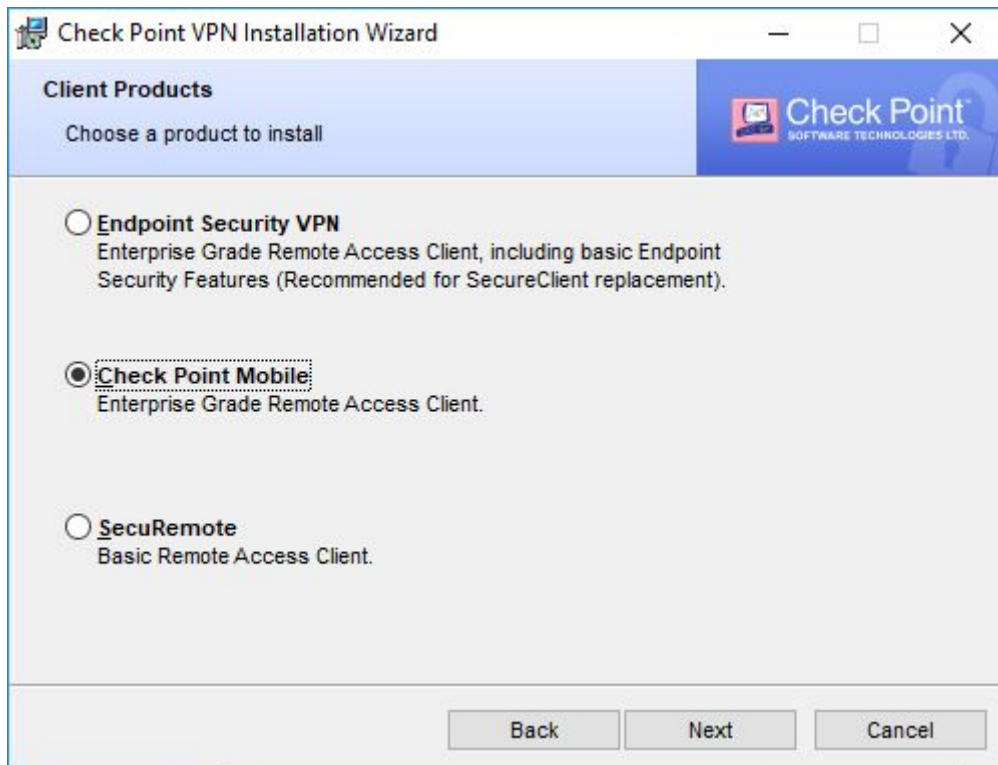 Check Point VPN Installation Wizard
Client Products
Choose a product to install
Check Point
SOFTWARE TECHNOLOGIES LTD.
Endpoint Security VPN
Enterprise Grade Remote Access Client, including basic Endpoint
Security Features (Recommended for SecureClient replacement).
Check Point Mobile
Enterprise Grade Remote Access Client.
SecuRemote
Basic Remote Access Client.
Back
Next
Cancel